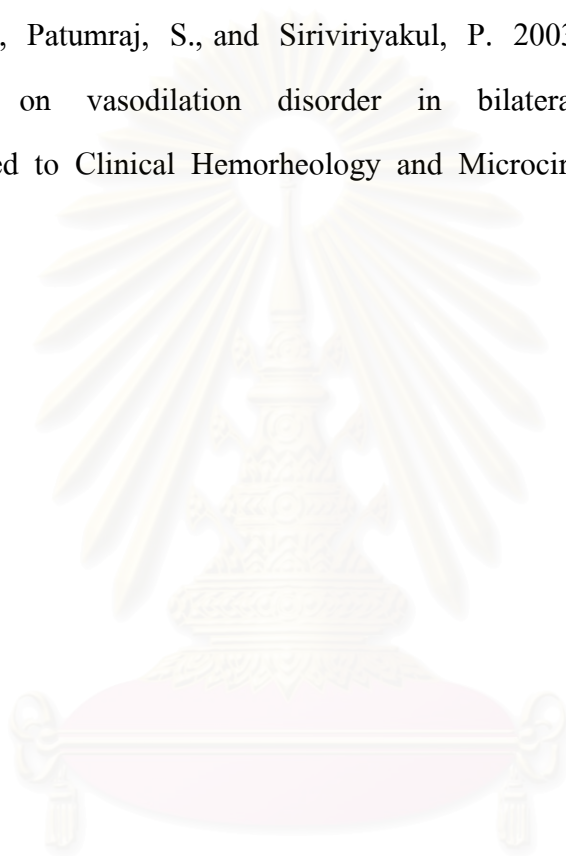 , Patumraj, S., and Siriviriyakul, P. 2003
on vasodilation disorder in bilatera
ed to Clinical Hemorheology and Microcir